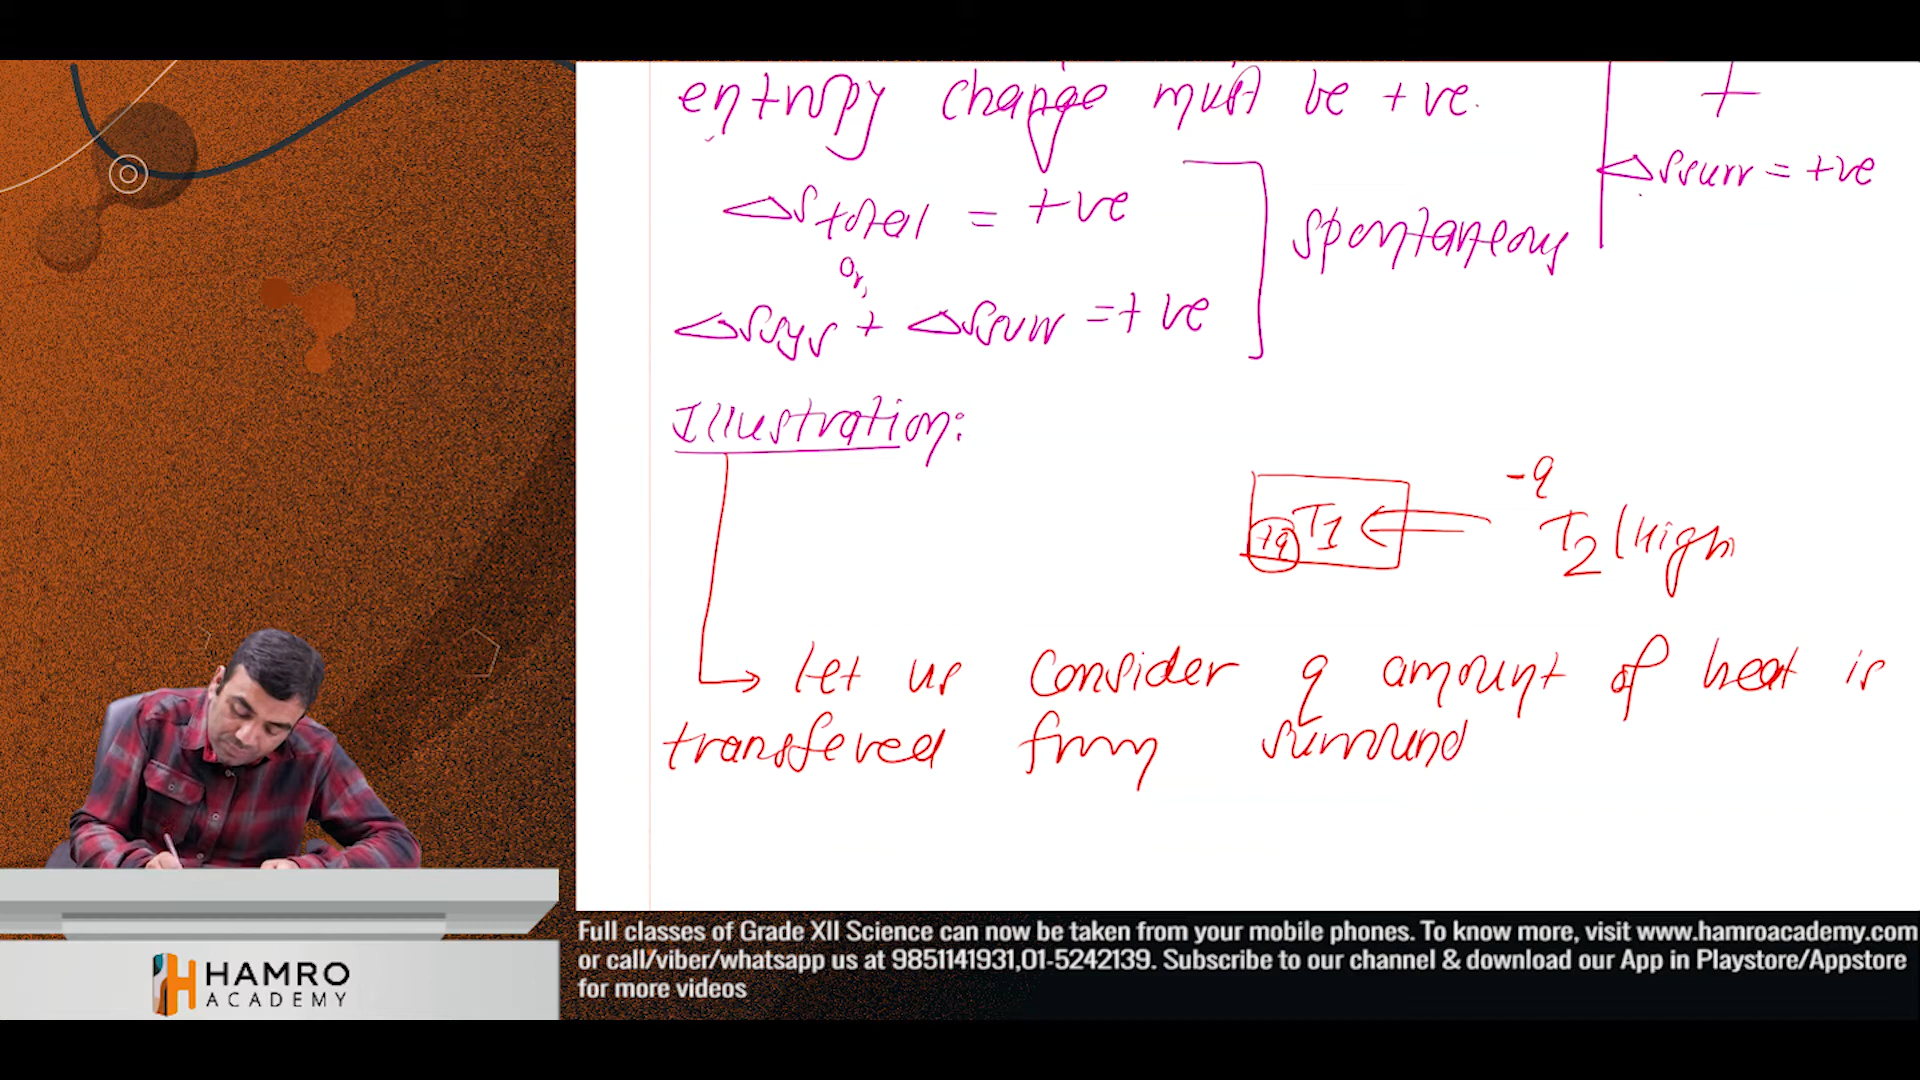 entropy change must be +ve.
+
ΔSsurr = +ve
ΔStotal = +ve
or,
ΔSsys + ΔSsurr = + ve
spontaneous
Illustration:
-q
+q T1
T2 (High
Let us consider q amount of heat is
transfered from surround
Full classes of Grade XII Science can now be taken from your mobile phones. To know more, visit www.hamroacademy.com
or call/viber/whatsapp us at 9851141931,01-5242139. Subscribe to our channel & download our App in Playstore/Appstore
for more videos
HAMRO
ACADEMY